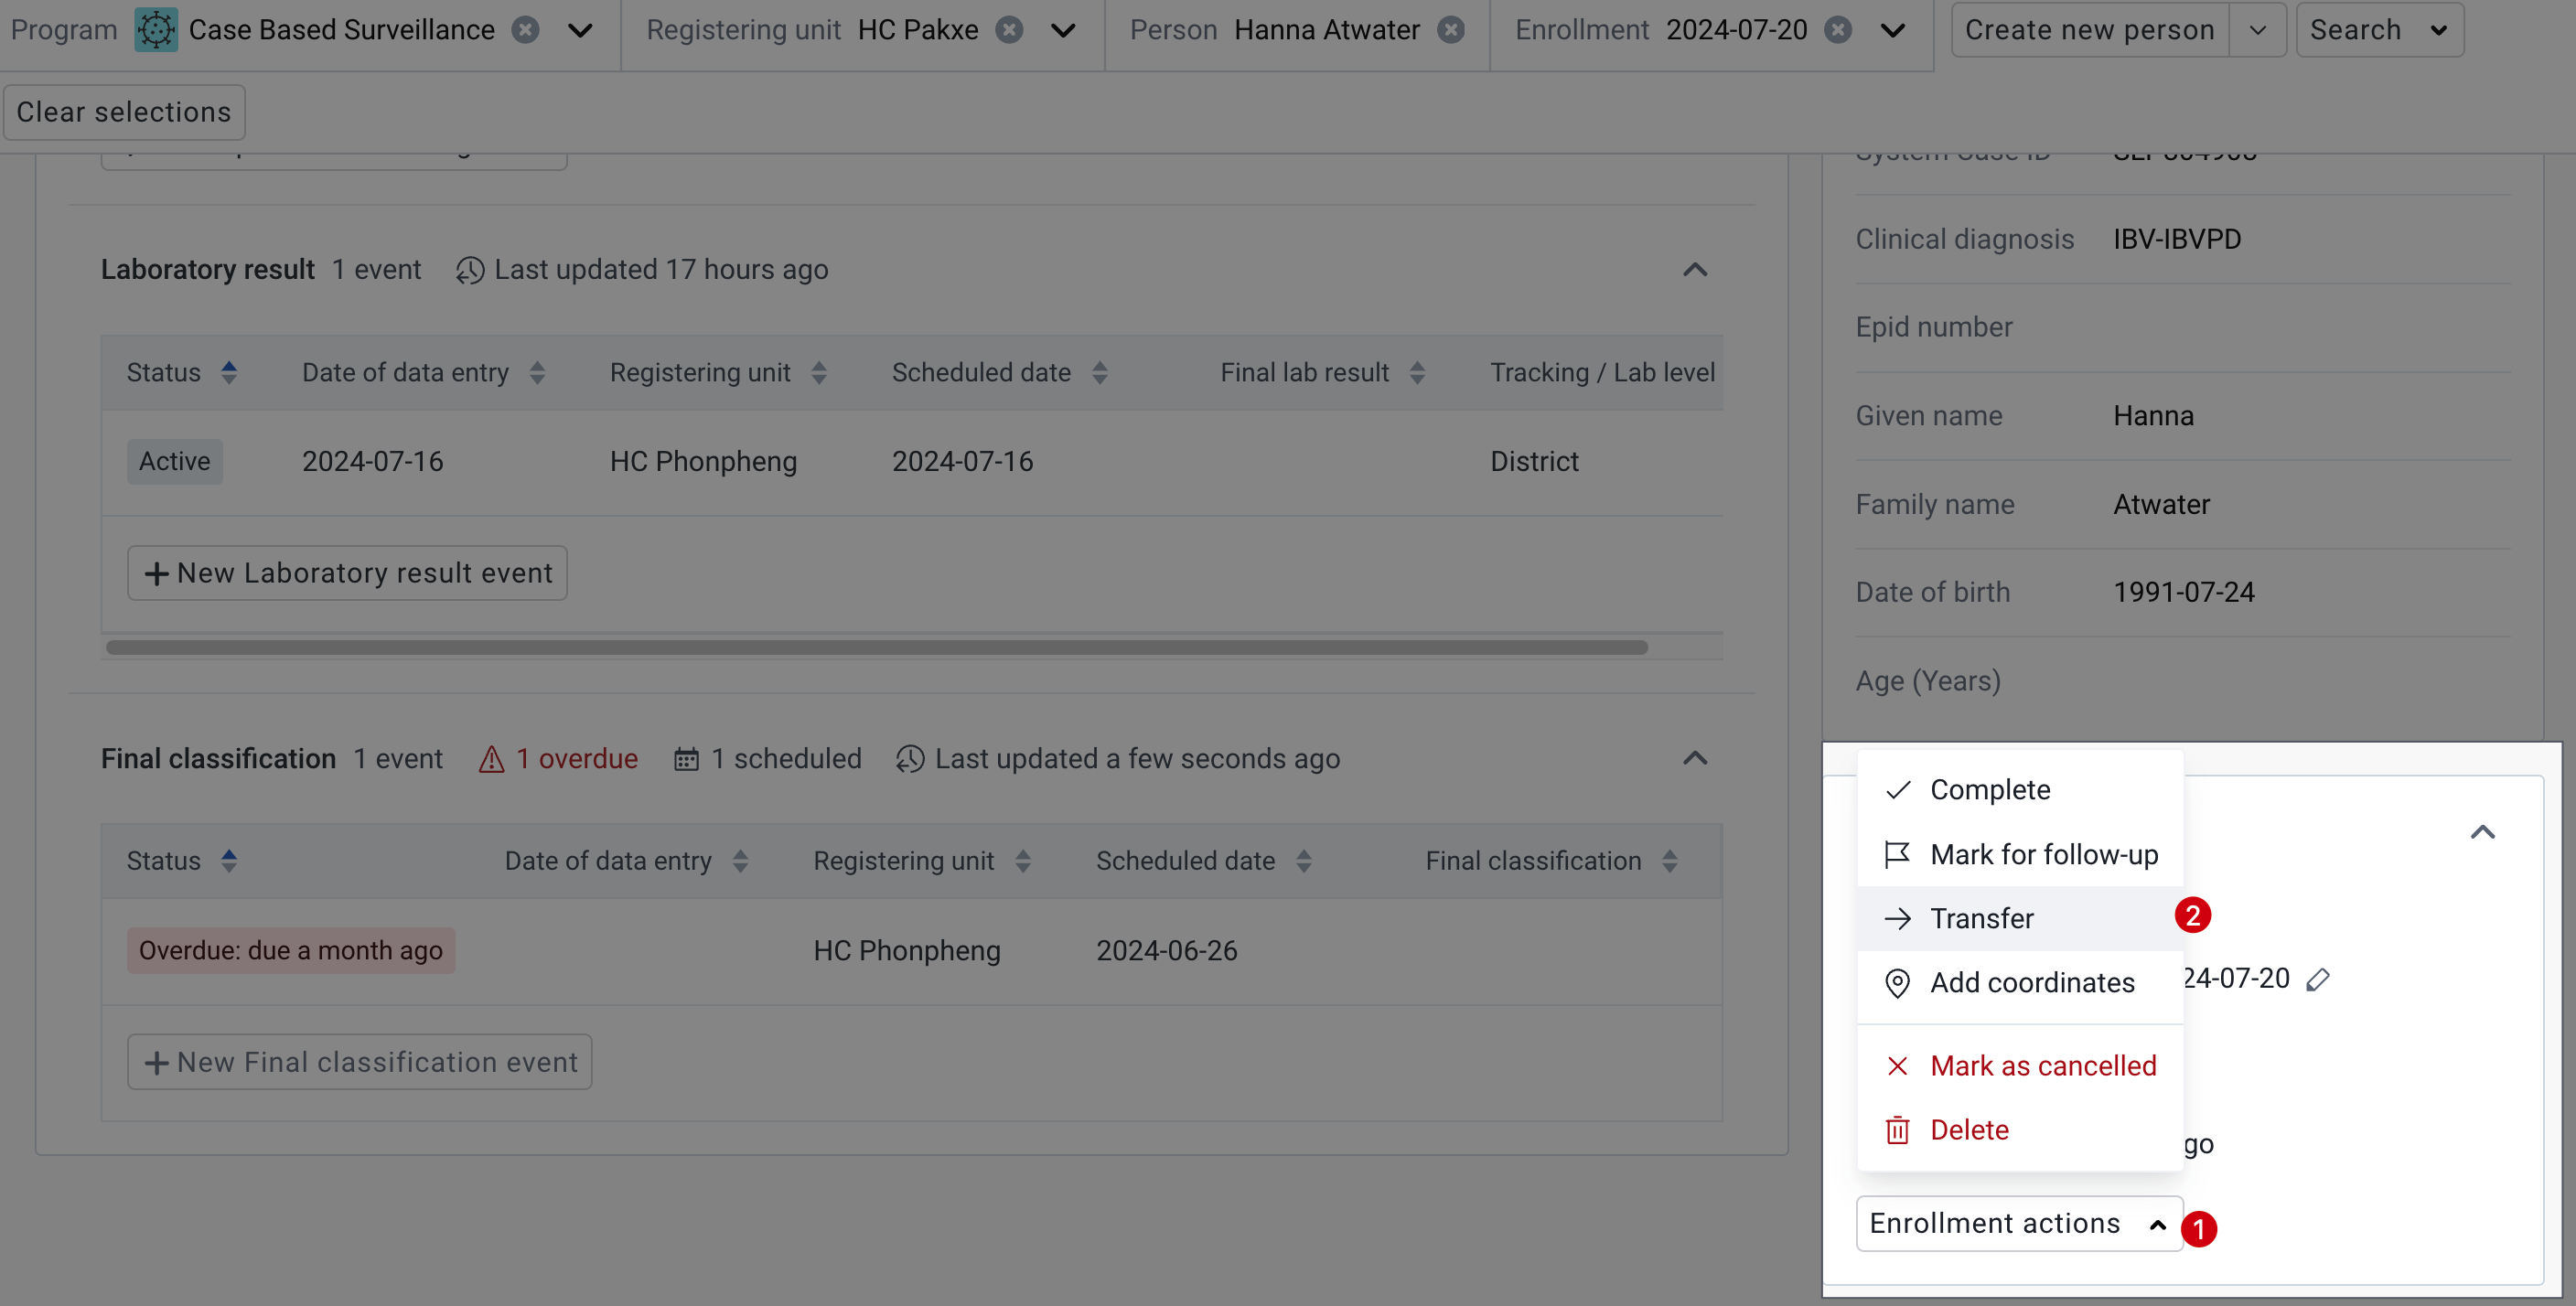 Program Case Based Surveillance Registering unit HC Pakxe Person Hanna Atwater Enrollment 2024-07-20 Create new person Search
Clear selections
Laboratory result 1 event Last updated 17 hours ago
Status Date of data entry Registering unit Scheduled date Final lab result Tracking / Lab level
Active 2024-07-16 HC Phonpheng 2024-07-16 District
New Laboratory result event
Final classification 1 event 1 overdue 1 scheduled Last updated a few seconds ago
Status Date of data entry Registering unit Scheduled date Final classification
Overdue: due a month ago HC Phonpheng 2024-06-26
New Final classification event
System Case ID
Clinical diagnosis IBV-IBVPD
Epid number
Given name Hanna
Family name Atwater
Date of birth 1991-07-24
Age (Years)
Complete
Mark for follow-up
Transfer 2
24-07-20
Add coordinates
Mark as cancelled
Delete
go
Enrollment actions 1